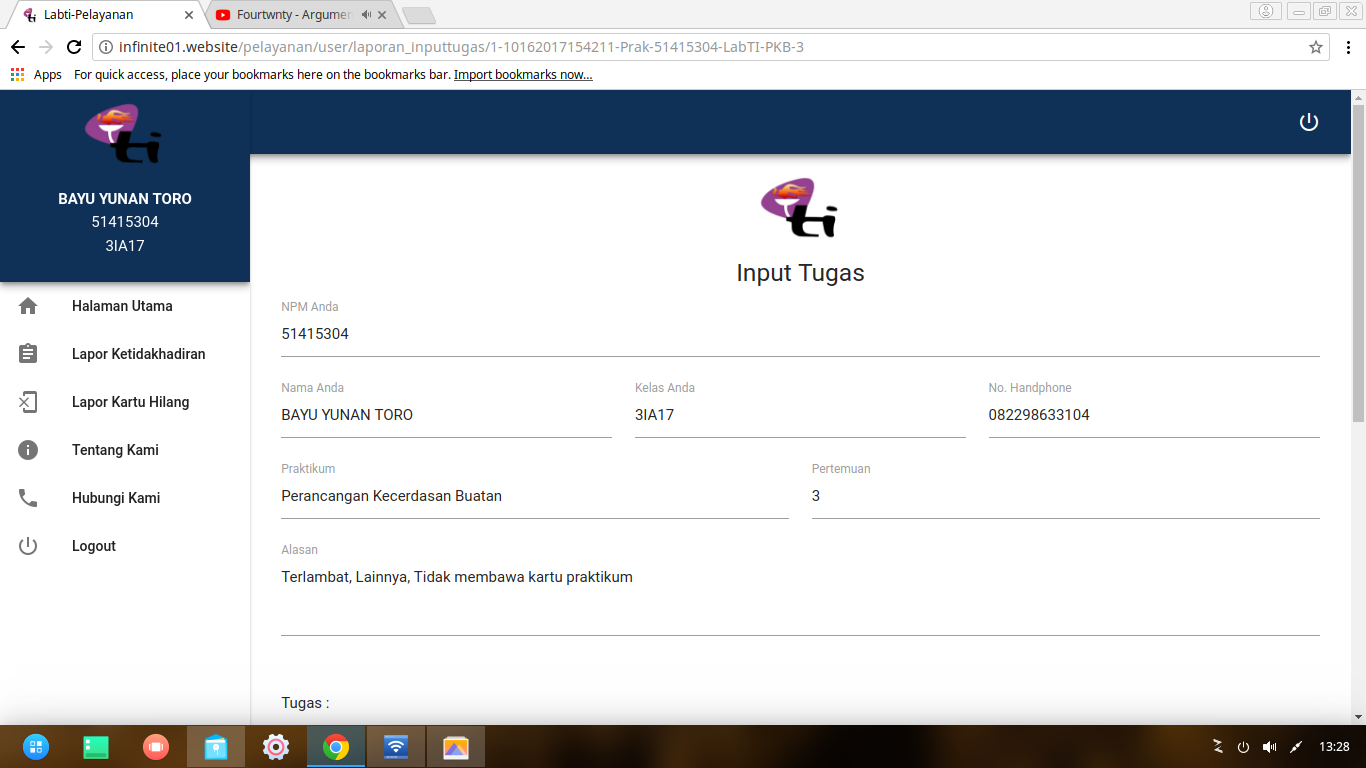 Labti-Pelayanan
Fourtwnty - Argumen
infinite01.website/pelayanan/user/laporan_inputtugas/1-10162017154211-Prak-51415304-LabTI-PKB-3
Apps For quick access, place your bookmarks here on the bookmarks bar. Import bookmarks now...
ti
BAYU YUNAN TORO
51415304
3IA17
Halaman Utama
Lapor Ketidakhadiran
Lapor Kartu Hilang
Tentang Kami
Hubungi Kami
Logout
ti
Input Tugas
NPM Anda
51415304
Nama Anda Kelas Anda No. Handphone
BAYU YUNAN TORO 3IA17 082298633104
Praktikum Pertemuan
Perancangan Kecerdasan Buatan 3
Alasan
Terlambat, Lainnya, Tidak membawa kartu praktikum
Tugas :
13:28